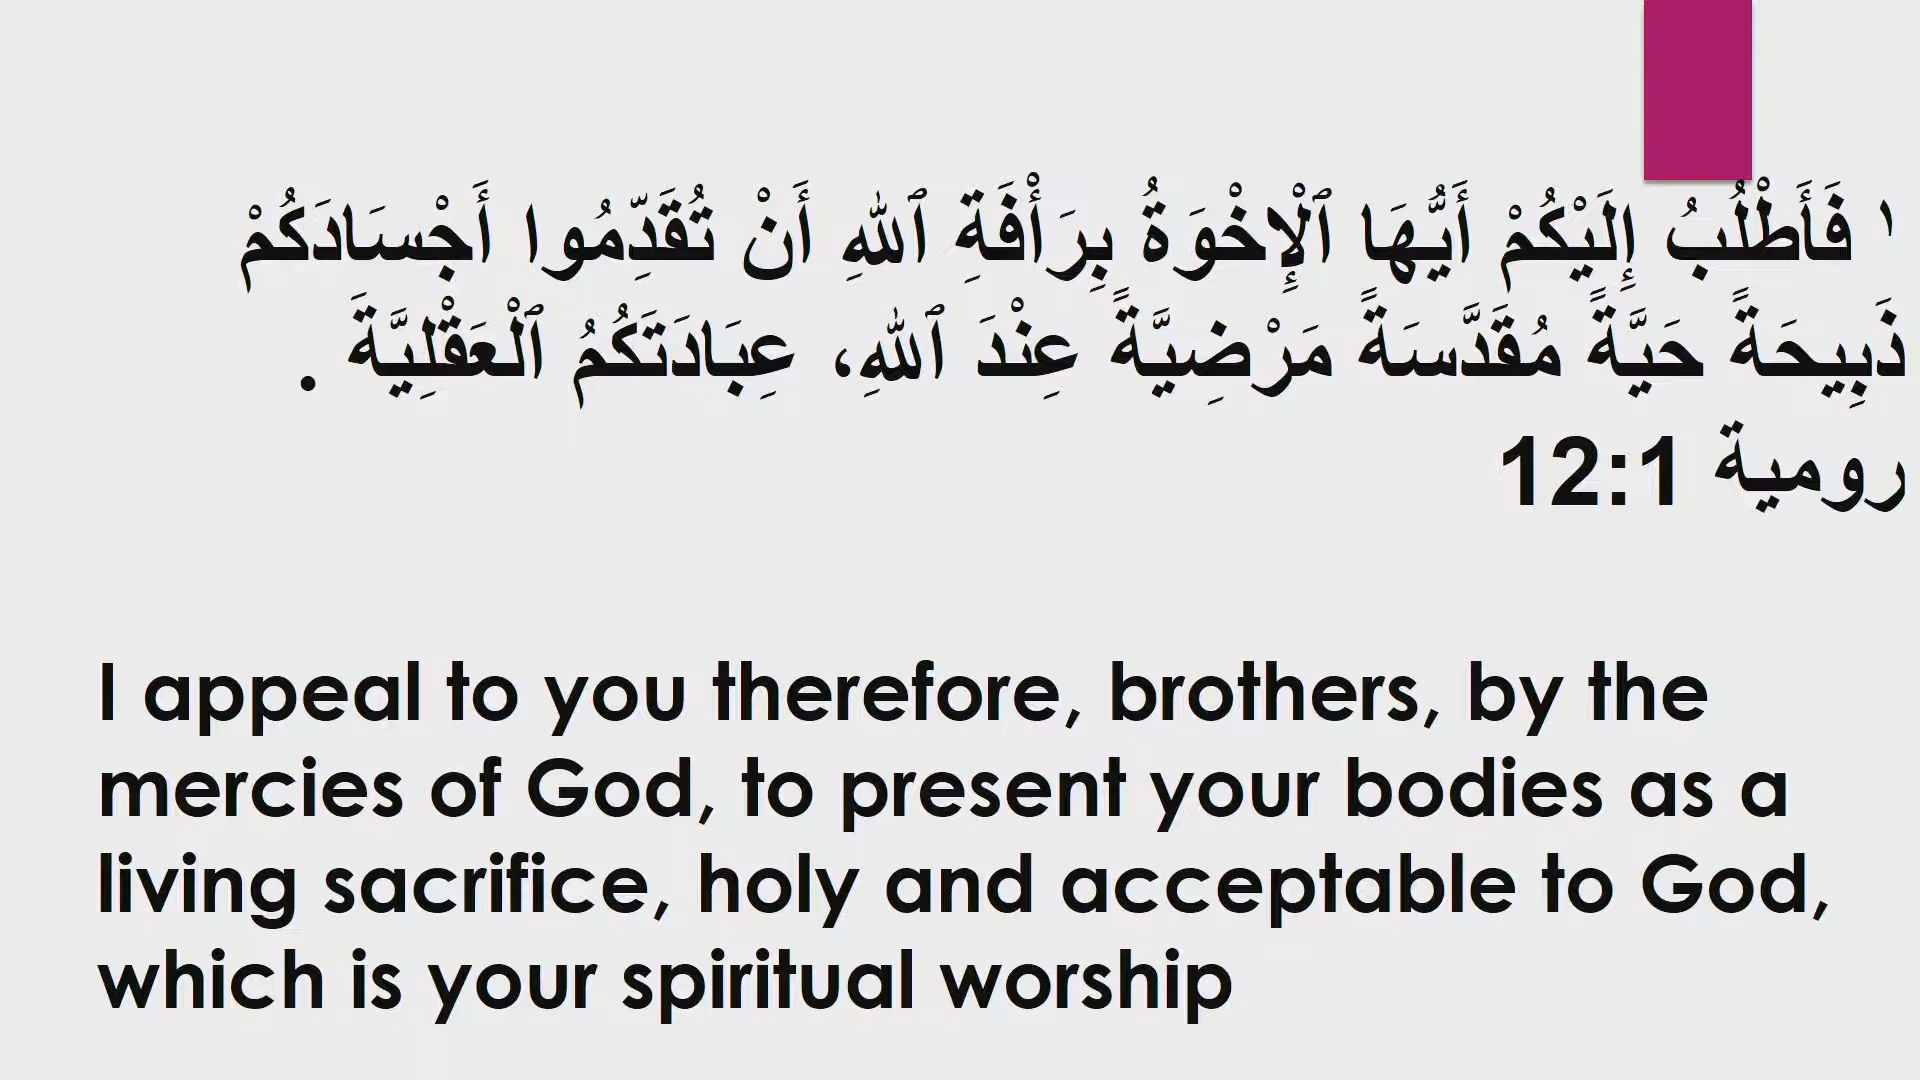 ١ فَأَطْلُبُ إِلَيْكُمْ أَيُّهَا ٱلْإِخْوَةُ بِرَأْفَةِ ٱللهِ أَنْ تُقَدِّمُوا أَجْسَادَكُمْ
ذَبِيحَةً حَيَّةً مُقَدَّسَةً مَرْضِيَّةً عِنْدَ ٱللهِ، عِبَادَتَكُمُ ٱلْعَقْلِيَّةَ .
رومية 12:1
I appeal to you therefore, brothers, by the
mercies of God, to present your bodies as a
living sacrifice, holy and acceptable to God,
which is your spiritual worship